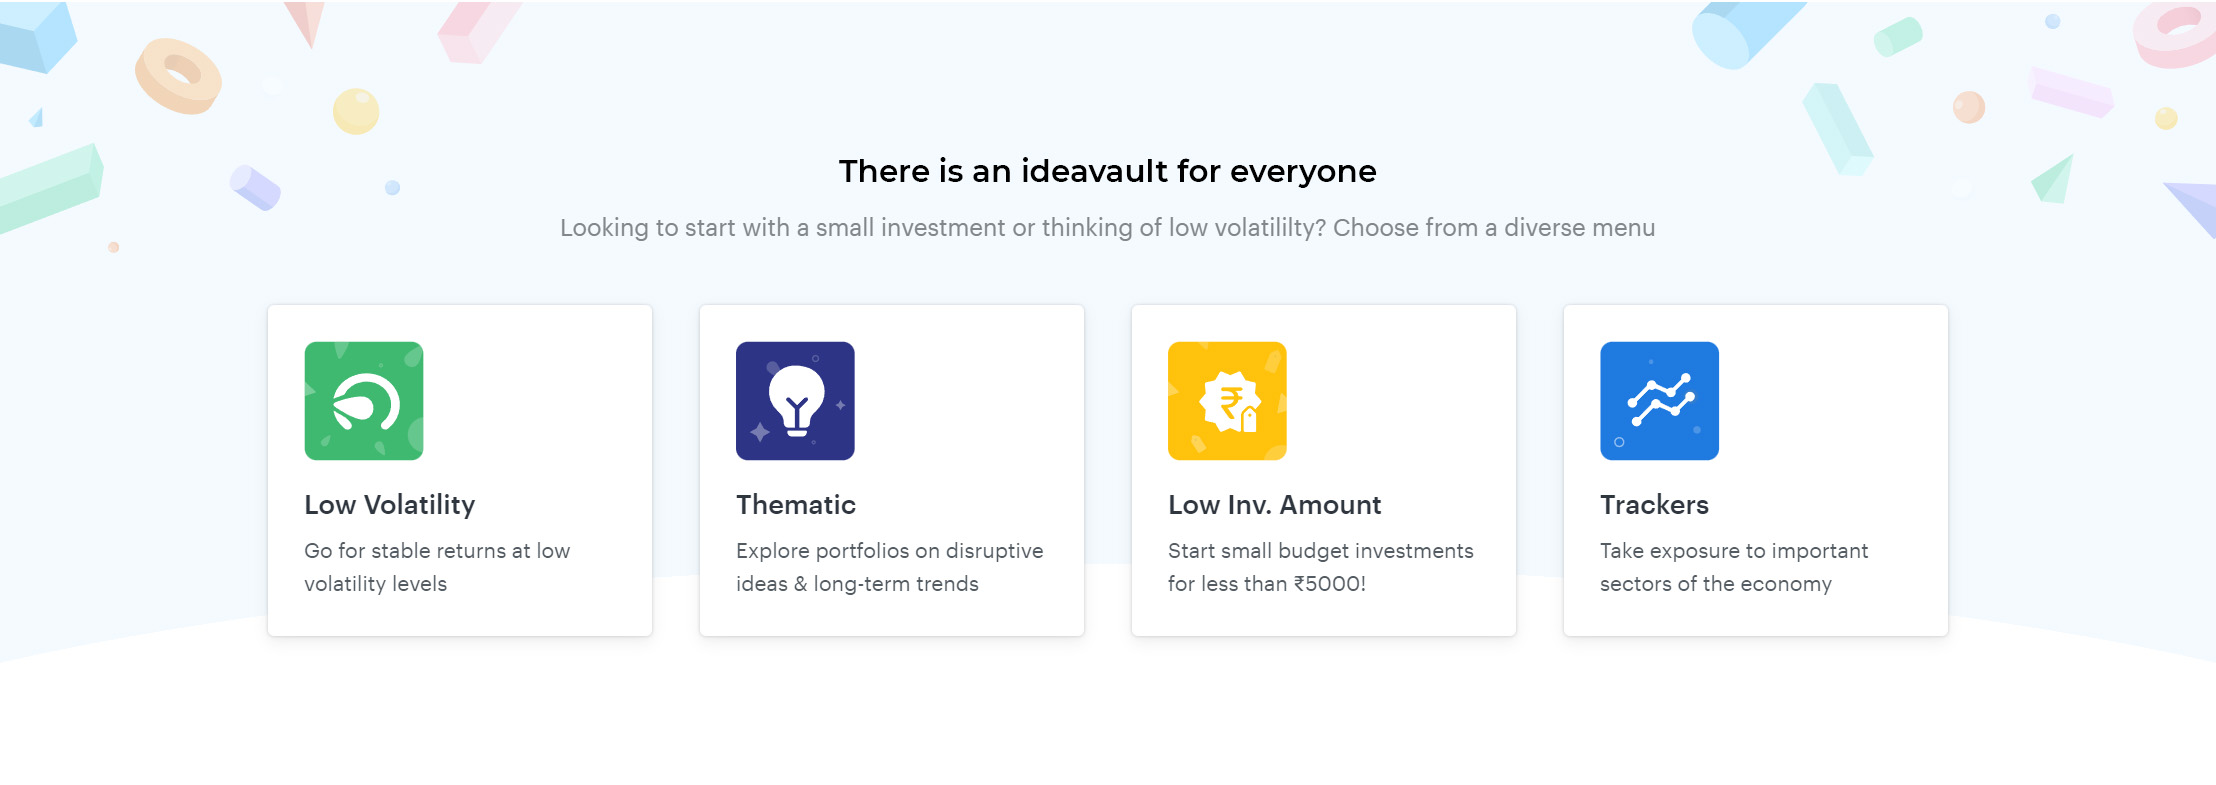 There is an ideavault for everyone
Looking to start with a small investment or thinking of low volatililty? Choose from a diverse menu
Low Volatility
Go for stable returns at low
volatility levels
Thematic
Explore portfolios on disruptive
ideas & long-term trends
Low Inv. Amount
Start small budget investments
for less than ₹5000!
Trackers
Take exposure to important
sectors of the economy